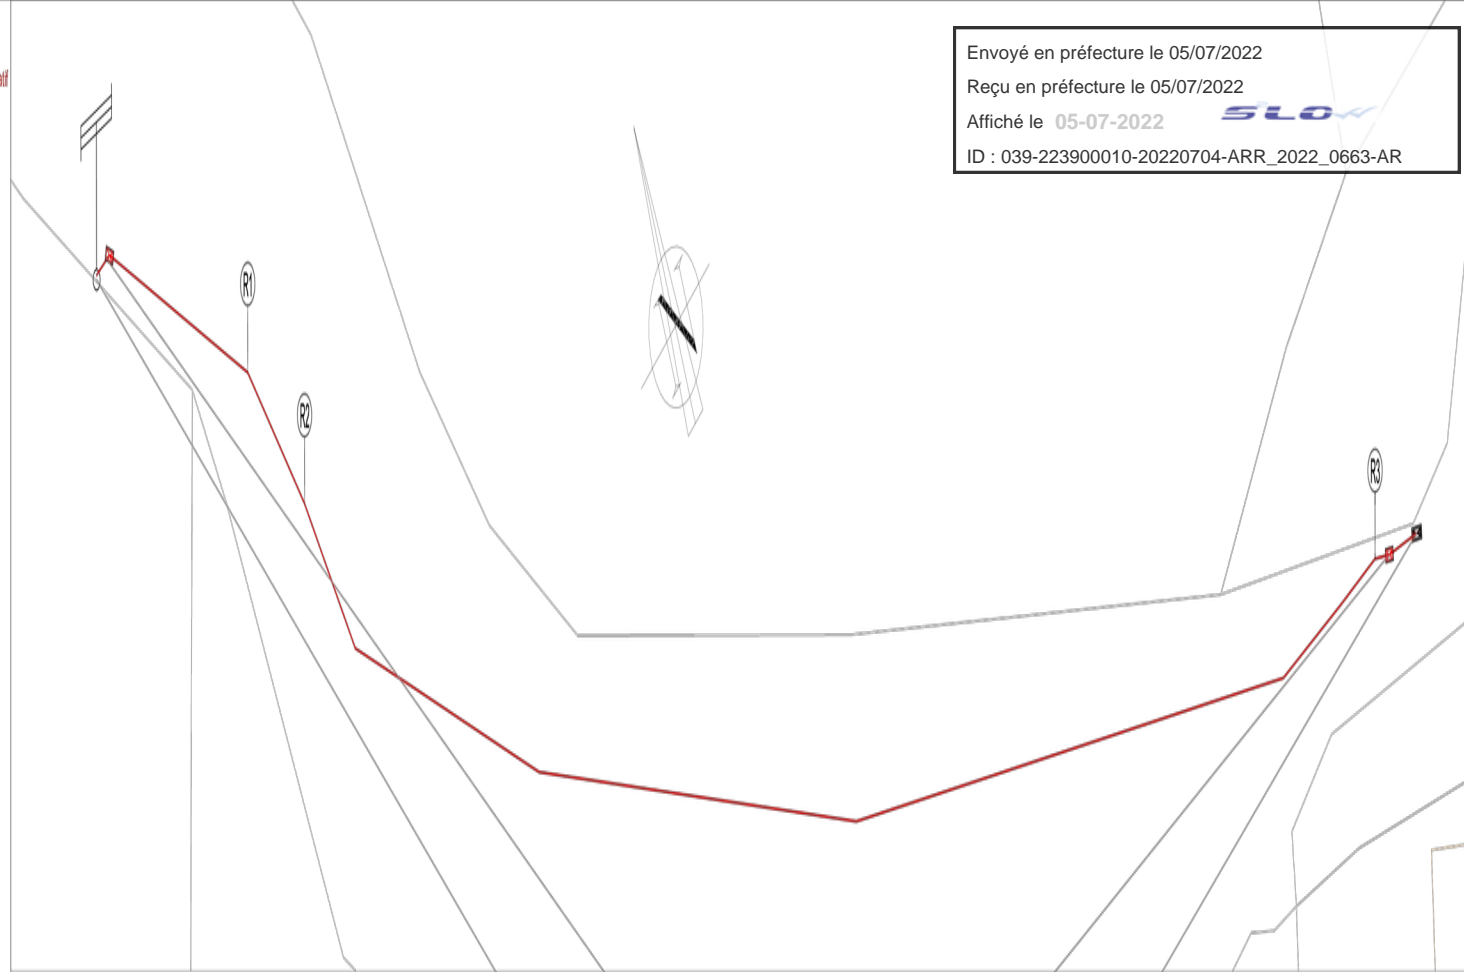 Envoyé en préfecture le 05/07/2022
Reçu en préfecture le 05/07/2022
Affiché le 05-07-2022
S²LOW
ID : 039-223900010-20220704-ARR_2022_0663-AR
R1
R2
R3